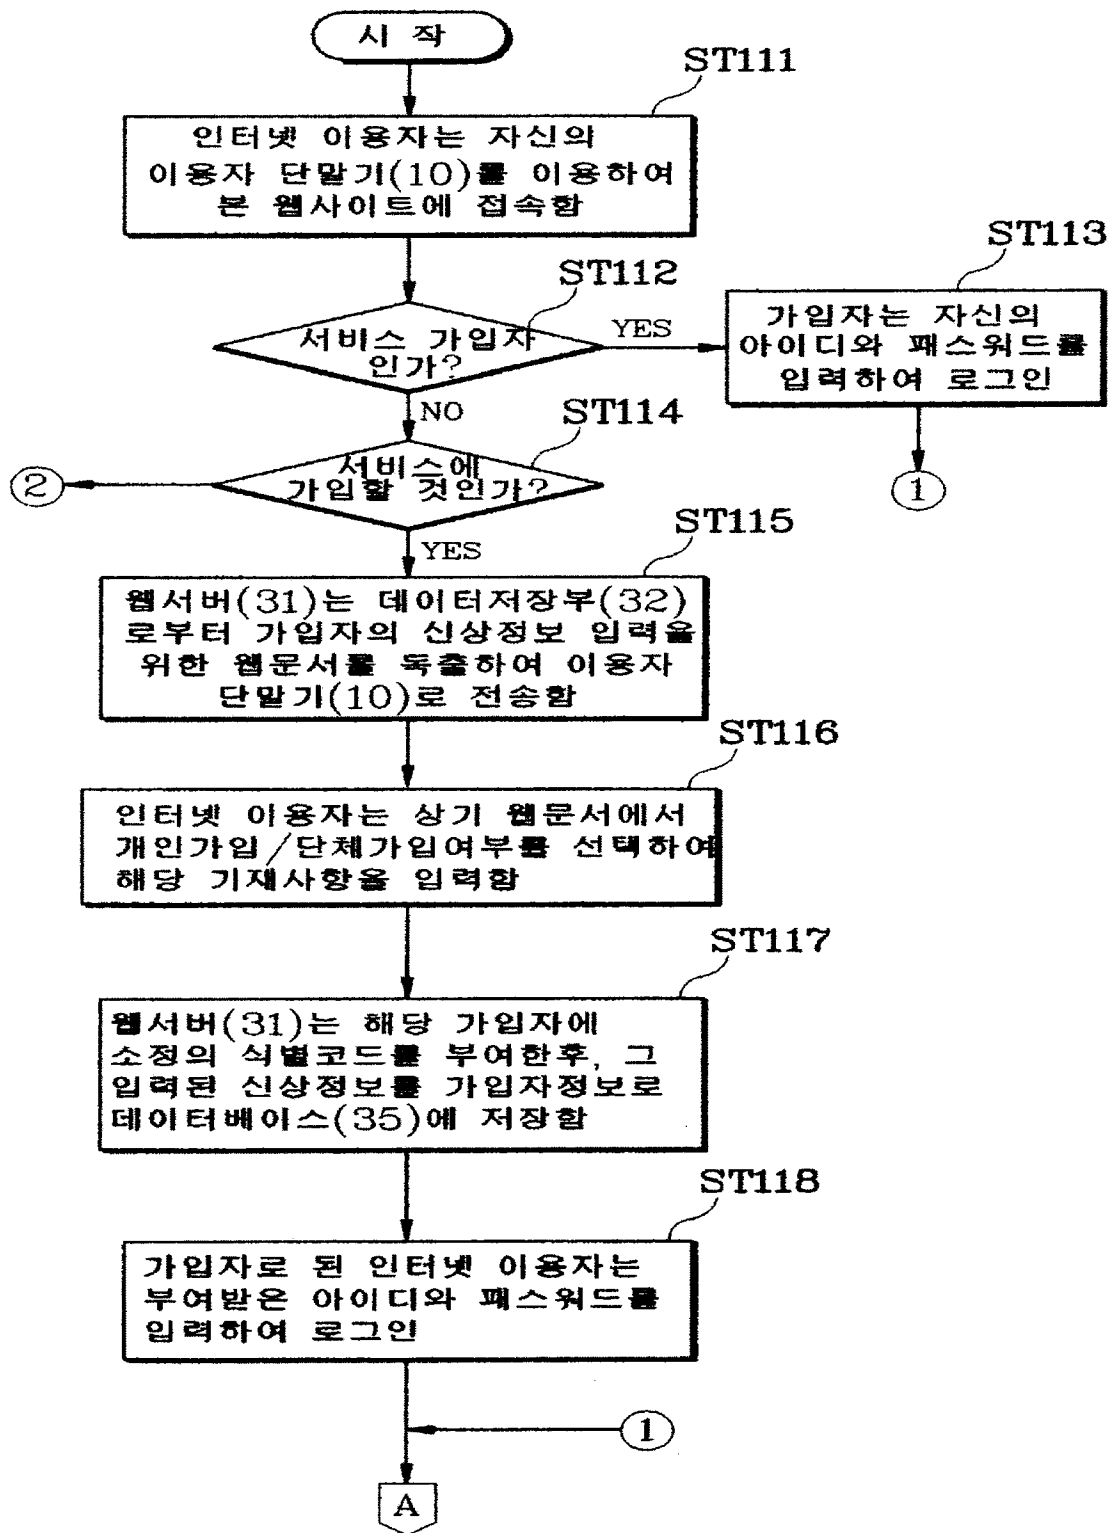 시 작
ST111
인터넷 이용자는 자신의
이용자 단말기(10)를 이용하여
본 웹사이트에 접속함
ST112
서비스 가입자
인가?
YES
ST113
가입자는 자신의
아이디와 패스워드를
입력하여 로그인
1
NO
ST114
서비스에
가입할 것인가?
2
YES
ST115
웹서버(31)는 데이터저장부(32)
로부터 가입자의 신상정보 입력을
위한 웹문서를 독출하여 이용자
단말기(10)로 전송함
ST116
인터넷 이용자는 상기 웹문서에서
개인가입/단체가입여부를 선택하여
해당 기재사항을 입력함
ST117
웹서버(31)는 해당 가입자에
소정의 식별코드를 부여한후, 그
입력된 신상정보를 가입자정보로
데이터베이스(35)에 저장함
ST118
가입자로 된 인터넷 이용자는
부여받은 아이디와 패스워드를
입력하여 로그인
1
A